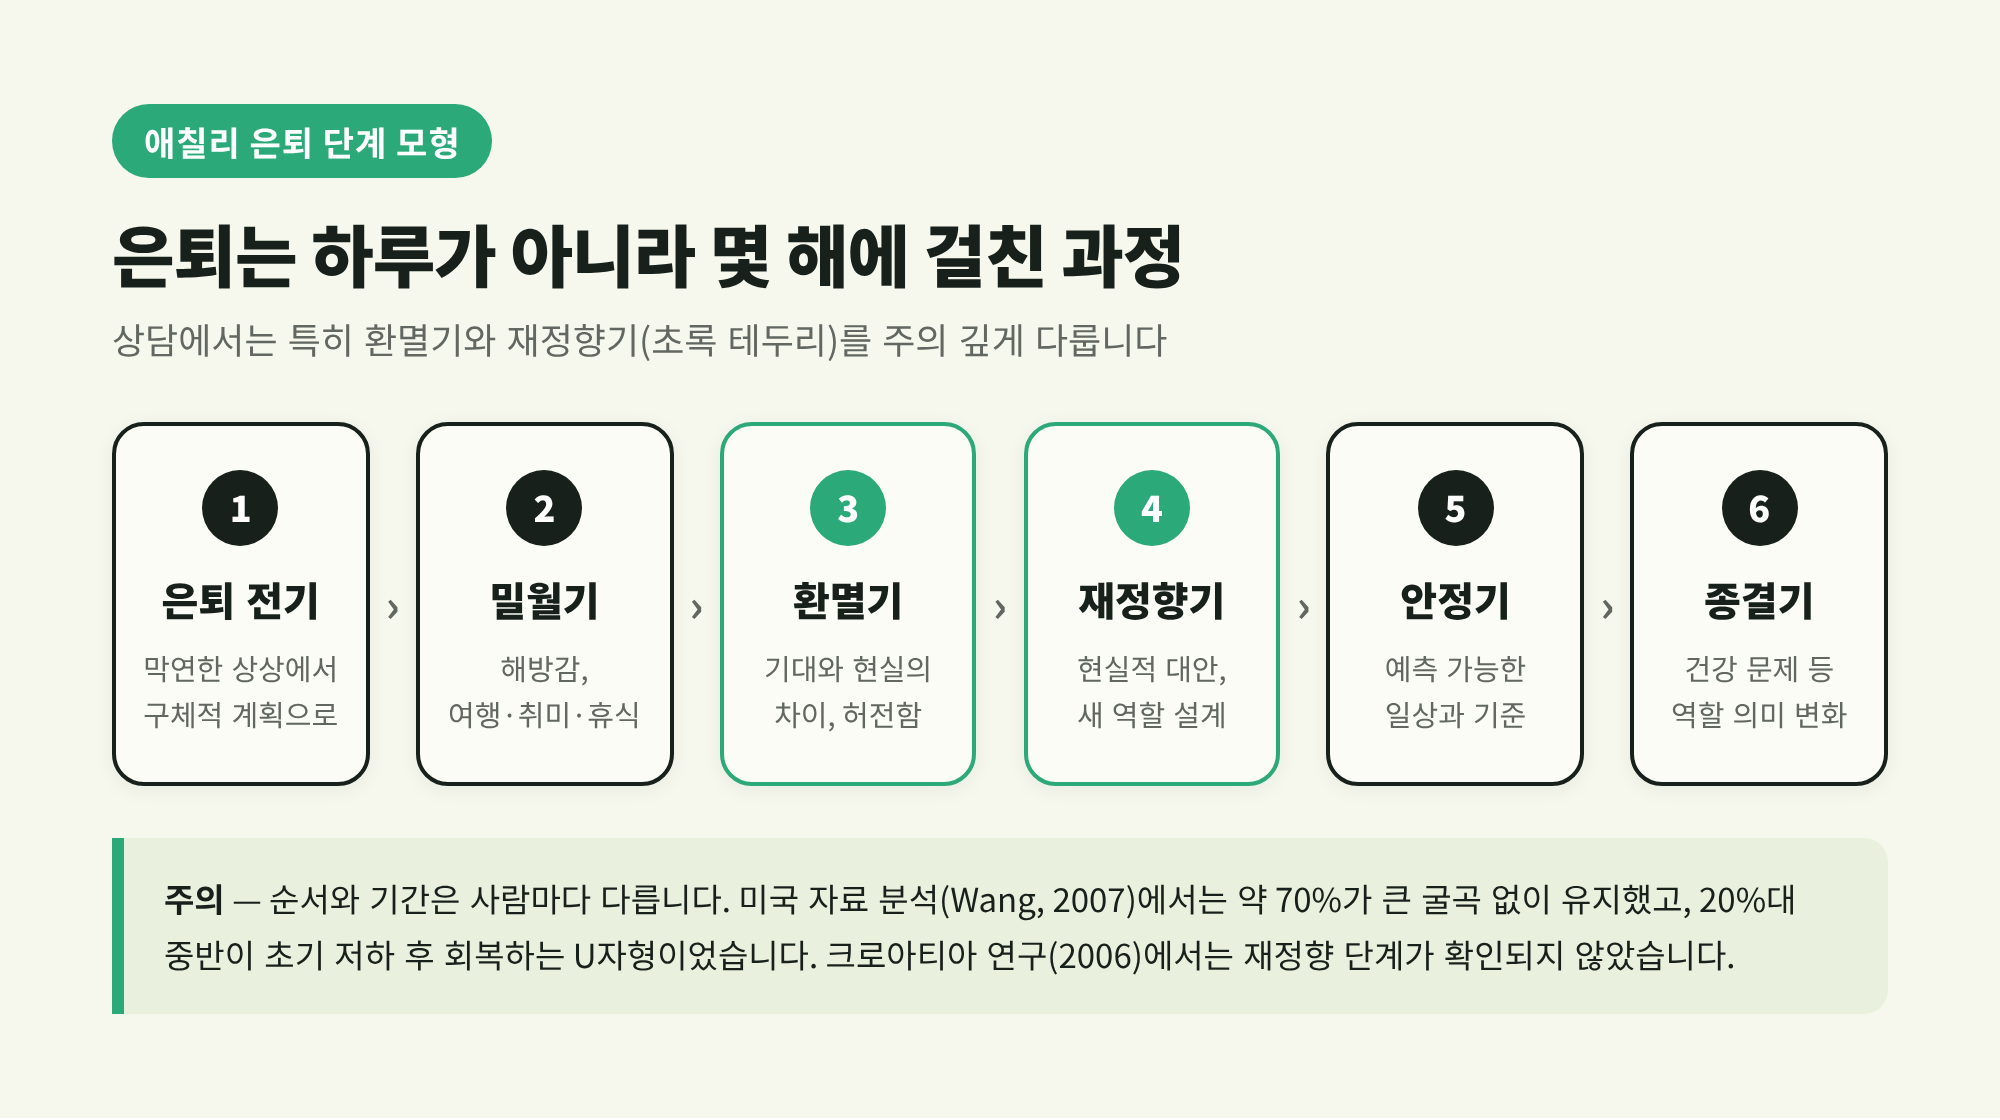 애칠리 은퇴 단계 모형
은퇴는 하루가 아니라 몇 해에 걸친 과정
상담에서는 특히 환멸기와 재정향기(초록 테두리)를 주의 깊게 다룹니다
1
은퇴 전기
막연한 상상에서
구체적 계획으로
›
2
밀월기
해방감,
여행·취미·휴식
›
3
환멸기
기대와 현실의
차이, 허전함
›
4
재정향기
현실적 대안,
새 역할 설계
›
5
안정기
예측 가능한
일상과 기준
›
6
종결기
건강 문제 등
역할 의미 변화
주의 — 순서와 기간은 사람마다 다릅니다. 미국 자료 분석(Wang, 2007)에서는 약 70%가 큰 굴곡 없이 유지했고, 20%대
중반이 초기 저하 후 회복하는 U자형이었습니다. 크로아티아 연구(2006)에서는 재정향 단계가 확인되지 않았습니다.